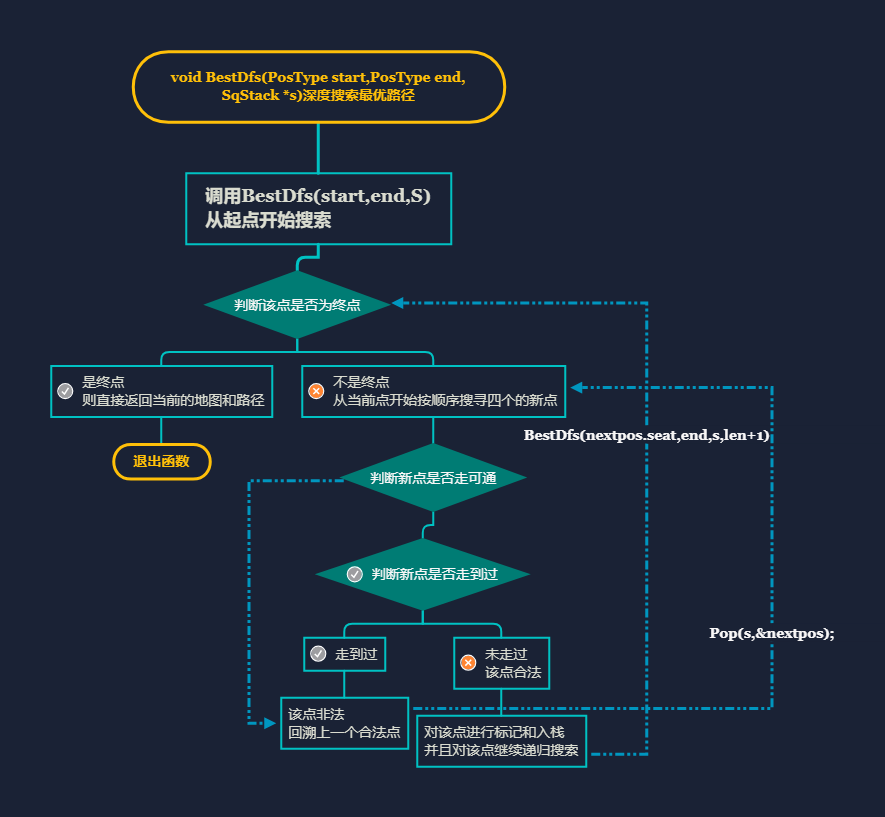 void BestDfs(PosType start,PosType end,
SqStack *s)深度搜索最优路径
调用BestDfs(start,end,S)
从起点开始搜索
判断该点是否为终点
是终点
则直接返回当前的地图和路径
不是终点
从当前点开始按顺序搜寻四个的新点
BestDfs(nextpos.seat,end,s,len+1)
退出函数
判断新点是否走可通
判断新点是否走到过
走到过
未走过
该点合法
Pop(s,&nextpos);
该点非法
回溯上一个合法点
对该点进行标记和入栈
并且对该点继续递归搜索